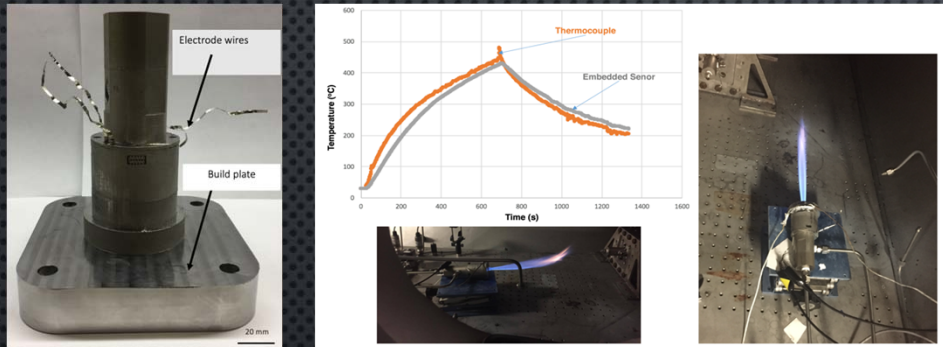 Electrode wires
Build plate
20 mm
600
500
400
300
200
100
0
Temperature (°C)
Thermocouple
Embedded Senor
0 200 400 600 800 1000 1200 1400 1600
Time (s)